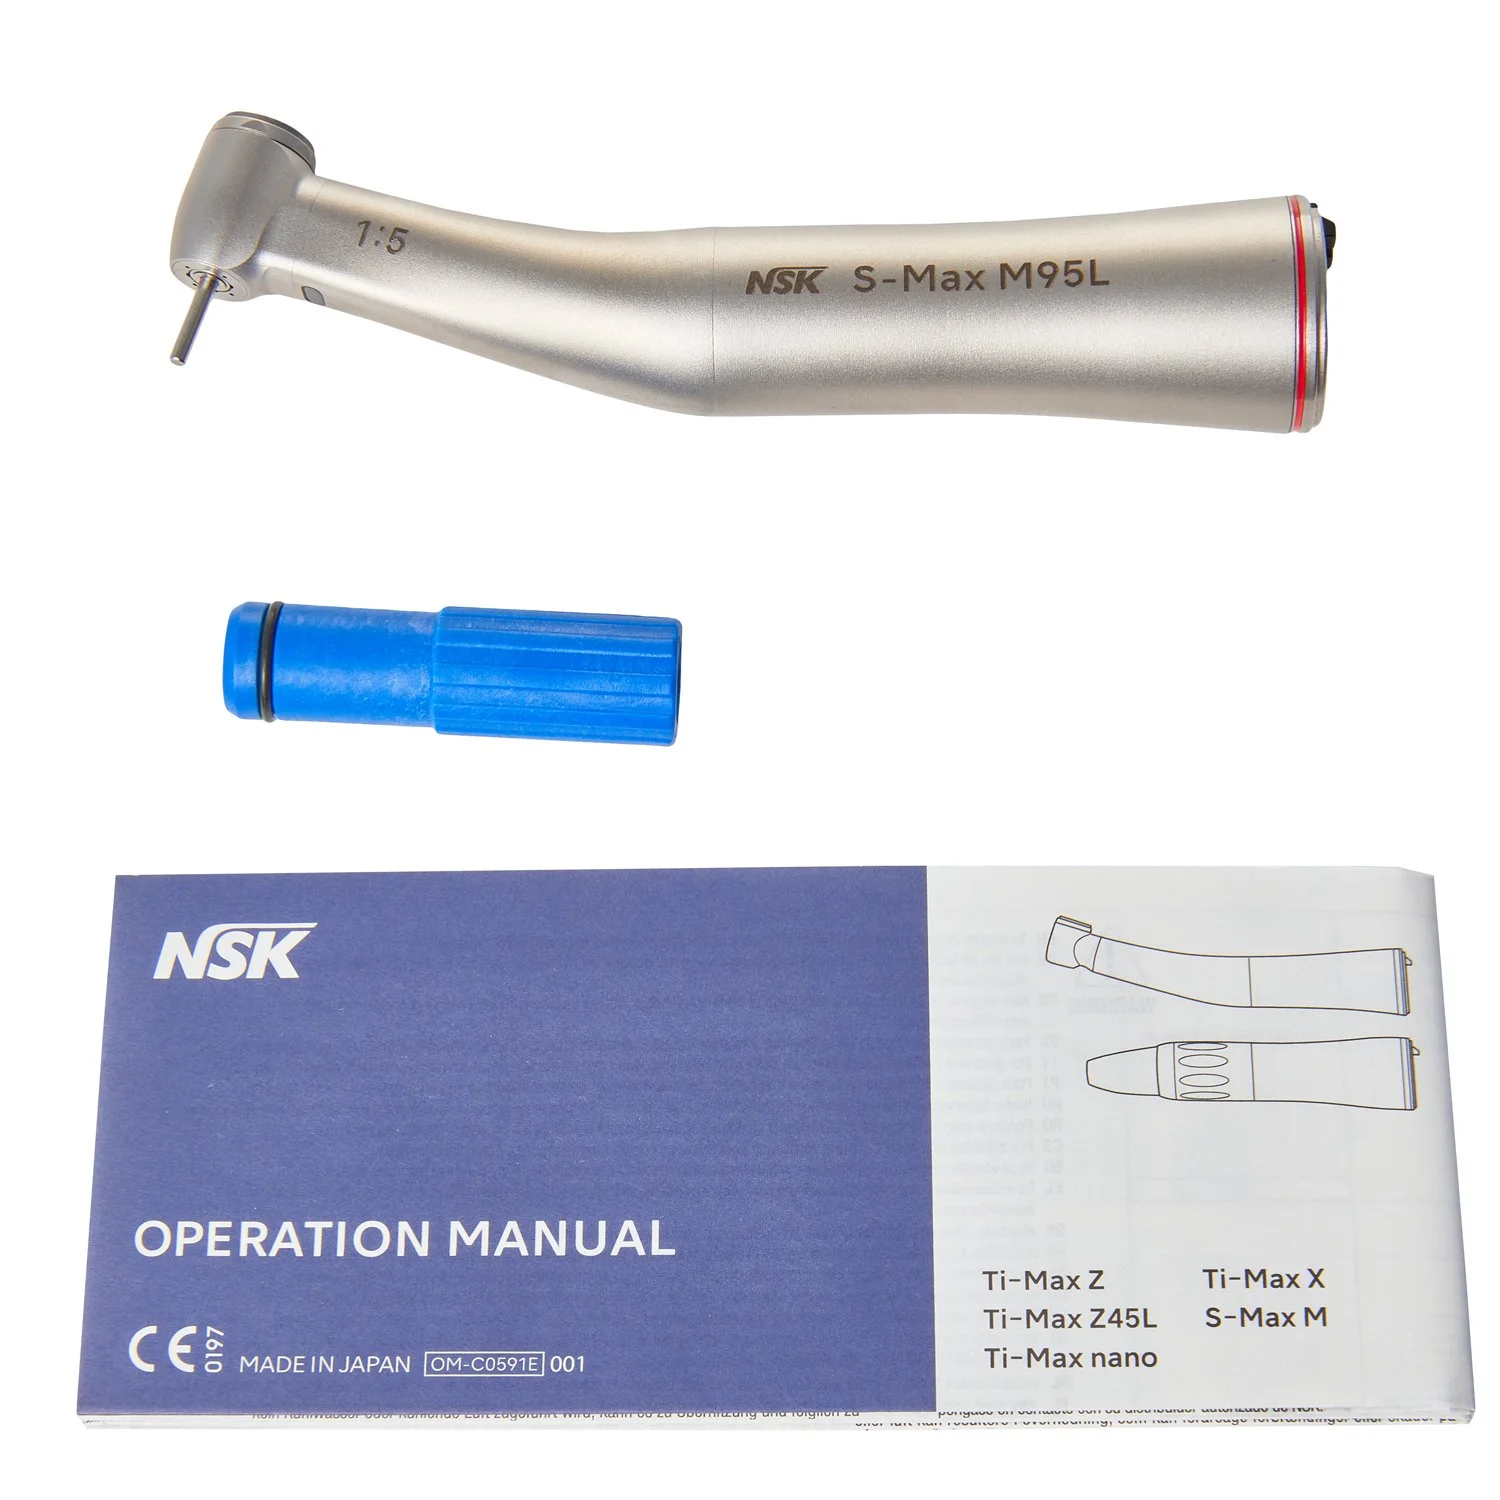 1:5
NSK S-Max M95L
NSK
OPERATION MANUAL
CE 0197 MADE IN JAPAN OM-C0591E 001
Ti-Max Z Ti-Max X
Ti-Max Z45L S-Max M
Ti-Max nano